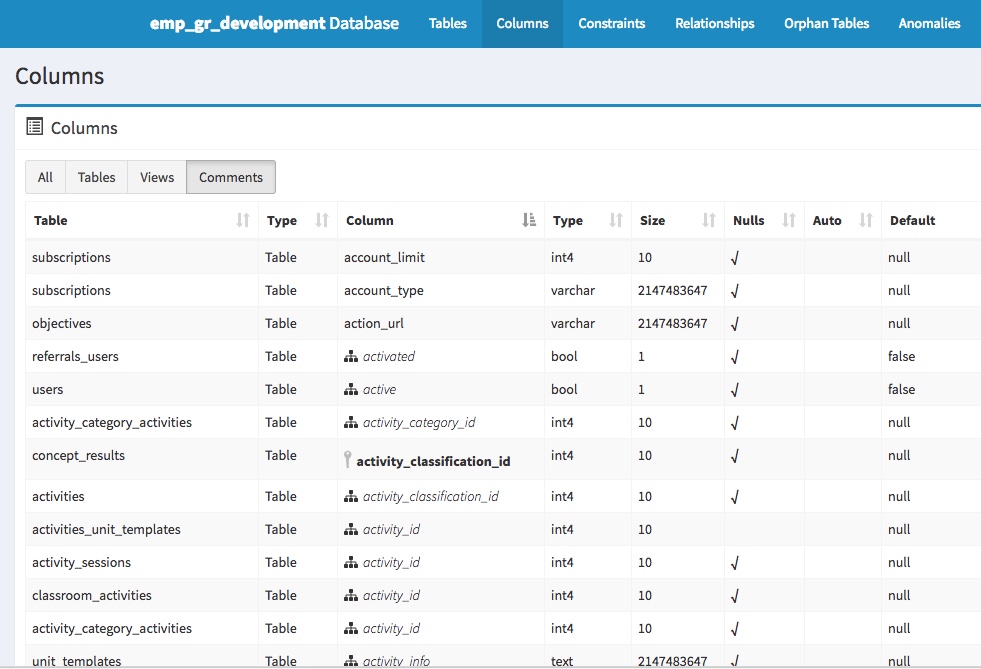 emp_gr_development Database Tables Columns Constraints Relationships Orphan Tables Anomalies
Columns
Columns
All Tables Views Comments
Table Type Column Type Size Nulls Auto Default
subscriptions Table account_limit int4 10 √ null
subscriptions Table account_type varchar 2147483647 √ null
objectives Table action_url varchar 2147483647 √ null
referrals_users Table activated bool 1 √ false
users Table active bool 1 √ false
activity_category_activities Table activity_category_id int4 10 √ null
concept_results Table activity_classification_id int4 10 √ null
activities Table activity_classification_id int4 10 √ null
activities_unit_templates Table activity_id int4 10 null
activity_sessions Table activity_id int4 10 √ null
classroom_activities Table activity_id int4 10 √ null
activity_category_activities Table activity_id int4 10 √ null
unit_templates Table activity_info text 2147483647 √ null